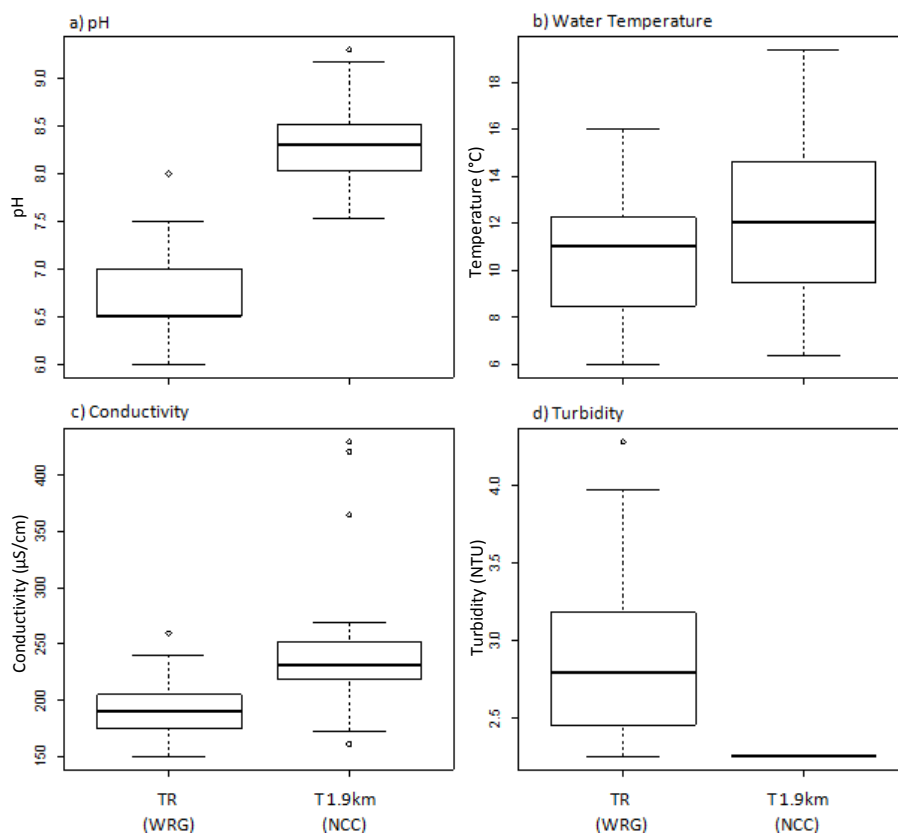 a) pH
b) Water Temperature
pH
9.0
8.5
8.0
7.5
7.0
6.5
6.0
Temperature (°C)
18
16
14
12
10
8
6
c) Conductivity
d) Turbidity
Conductivity (µS/cm)
400
350
300
250
200
150
Turbidity (NTU)
4.0
3.5
3.0
2.5
TR
(WRG)
T1.9km
(NCC)
TR
(WRG)
T1.9km
(NCC)